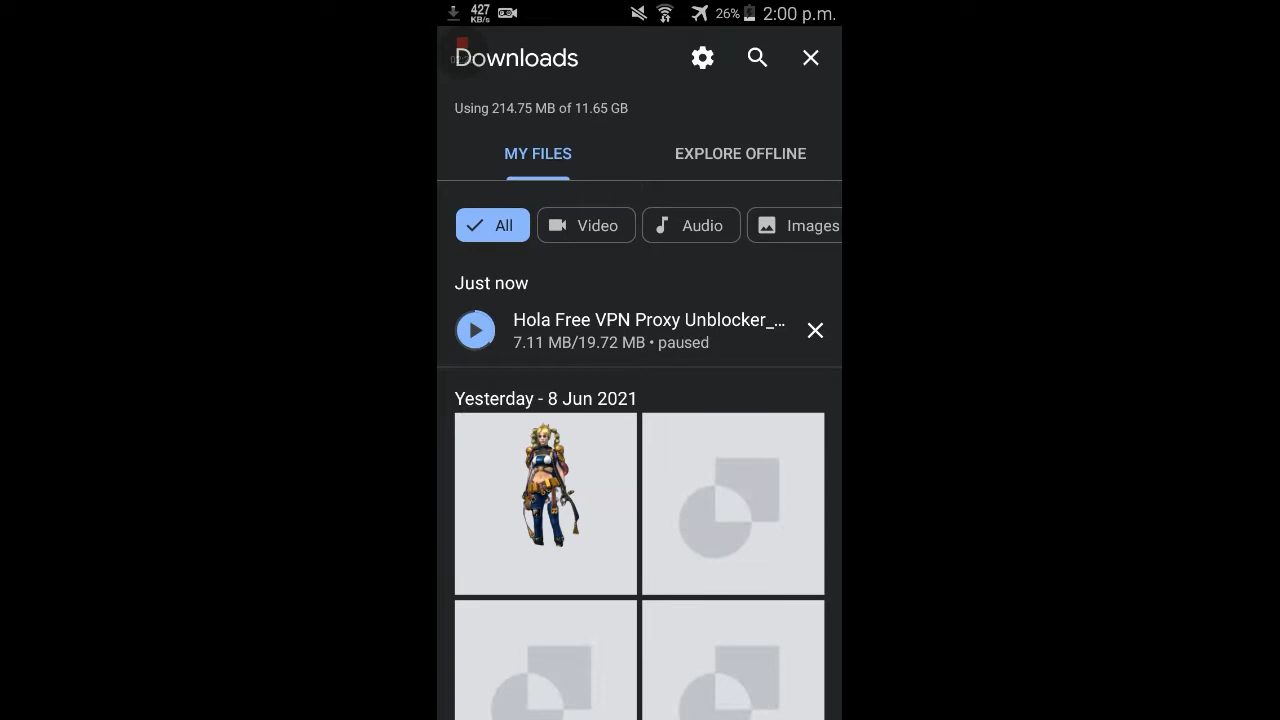 427
KB/s
26%
2:00 p.m.
Downloads
Using 214.75 MB of 11.65 GB
MY FILES
EXPLORE OFFLINE
All
Video
Audio
Images
Just now
Hola Free VPN Proxy Unblocker_...
7.11 MB/19.72 MB • paused
Yesterday - 8 Jun 2021